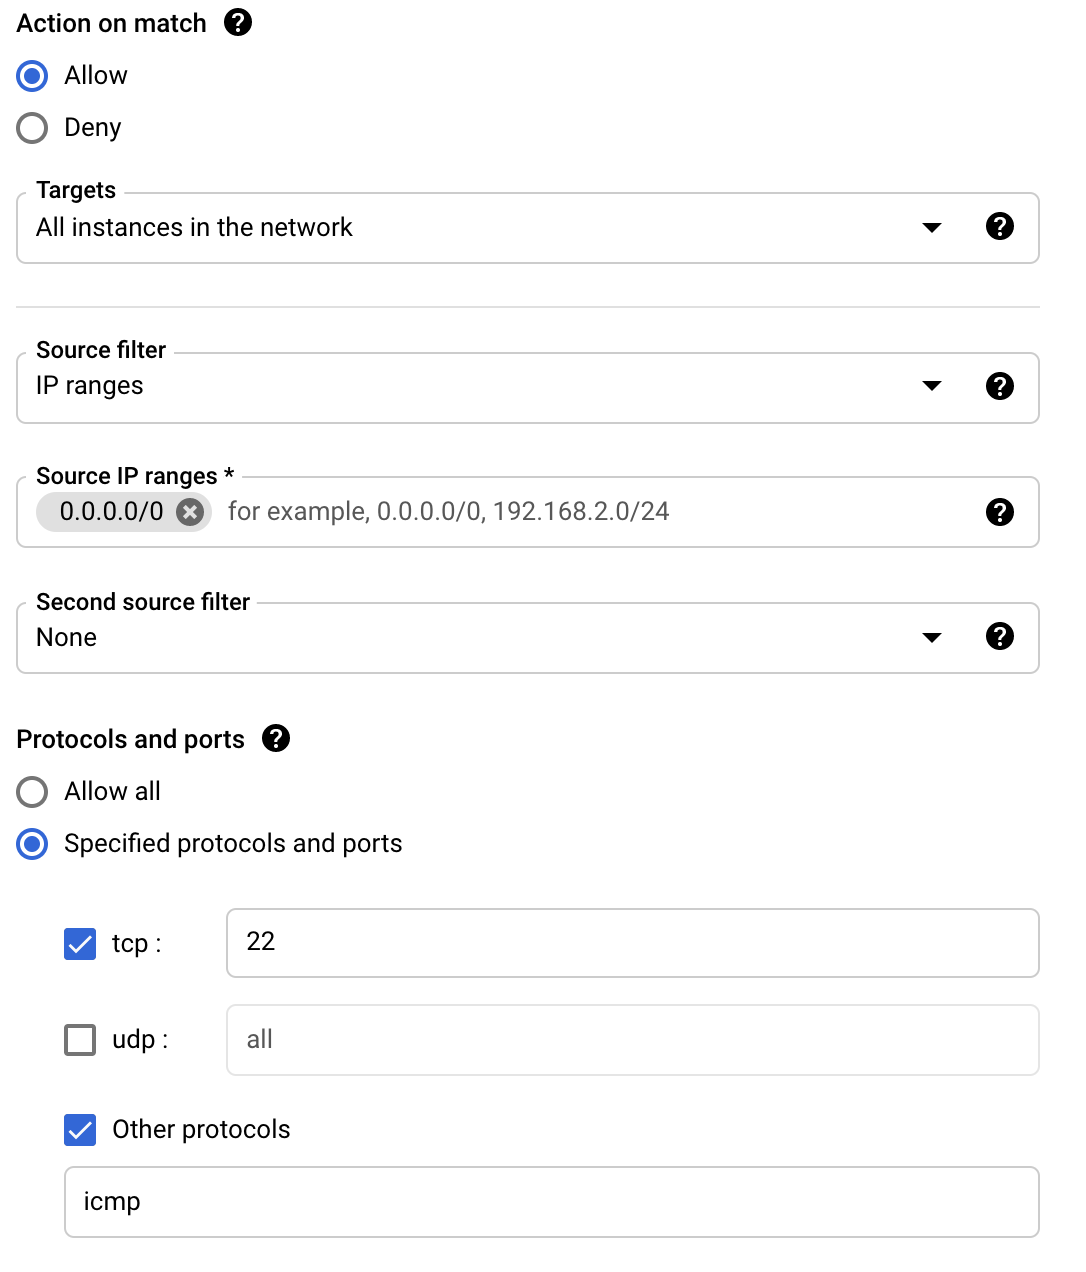 Action on match
Allow
Deny
Targets
All instances in the network
Source filter
IP ranges
Source IP ranges *
0.0.0.0/0 for example, 0.0.0.0/0, 192.168.2.0/24
Second source filter
None
Protocols and ports
Allow all
Specified protocols and ports
tcp : 22
udp : all
Other protocols
icmp